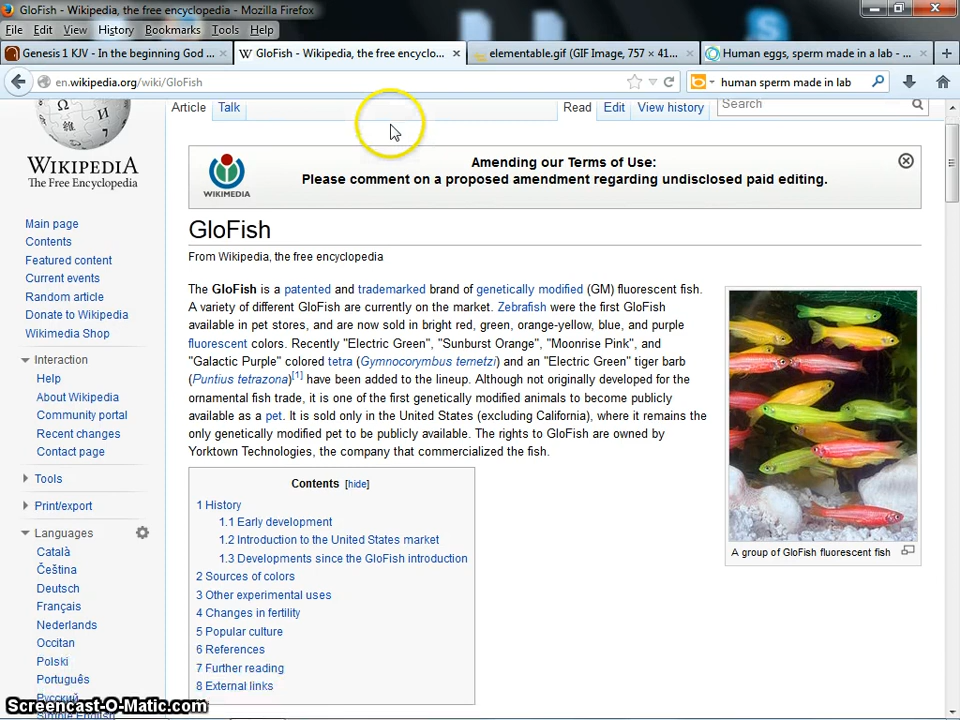 GloFish - Wikipedia, the free encyclopedia - Mozilla Firefox
File Edit View History Bookmarks Tools Help
Genesis 1 KJV - In the beginning God ...
GloFish - Wikipedia, the free encyclo...
elementable.gif (GIF Image, 757 × 41...
Human eggs, sperm made in a lab - ...
en.wikipedia.org/wiki/GloFish
human sperm made in lab
Article Talk Read Edit View history Search
WIKIPEDIA
The Free Encyclopedia
Main page
Contents
Featured content
Current events
Random article
Donate to Wikipedia
Wikimedia Shop
Interaction
Help
About Wikipedia
Community portal
Recent changes
Contact page
Tools
Print/export
Languages
Català
Čeština
Deutsch
Français
Nederlands
Occitan
Polski
Português
Русский
Simple English
WIKIMEDIA
Amending our Terms of Use:
Please comment on a proposed amendment regarding undisclosed paid editing.
GloFish
From Wikipedia, the free encyclopedia
The GloFish is a patented and trademarked brand of genetically modified (GM) fluorescent fish.
A variety of different GloFish are currently on the market. Zebrafish were the first GloFish
available in pet stores, and are now sold in bright red, green, orange-yellow, blue, and purple
fluorescent colors. Recently "Electric Green", "Sunburst Orange", "Moonrise Pink", and
"Galactic Purple" colored tetra (Gymnocorymbus ternetzi) and an "Electric Green" tiger barb
(Puntius tetrazona)[1] have been added to the lineup. Although not originally developed for the
ornamental fish trade, it is one of the first genetically modified animals to become publicly
available as a pet. It is sold only in the United States (excluding California), where it remains the
only genetically modified pet to be publicly available. The rights to GloFish are owned by
Yorktown Technologies, the company that commercialized the fish.
A group of GloFish fluorescent fish
Contents [hide]
1 History
1.1 Early development
1.2 Introduction to the United States market
1.3 Developments since the GloFish introduction
2 Sources of colors
3 Other experimental uses
4 Changes in fertility
5 Popular culture
6 References
7 Further reading
8 External links
Screencast-O-Matic.com